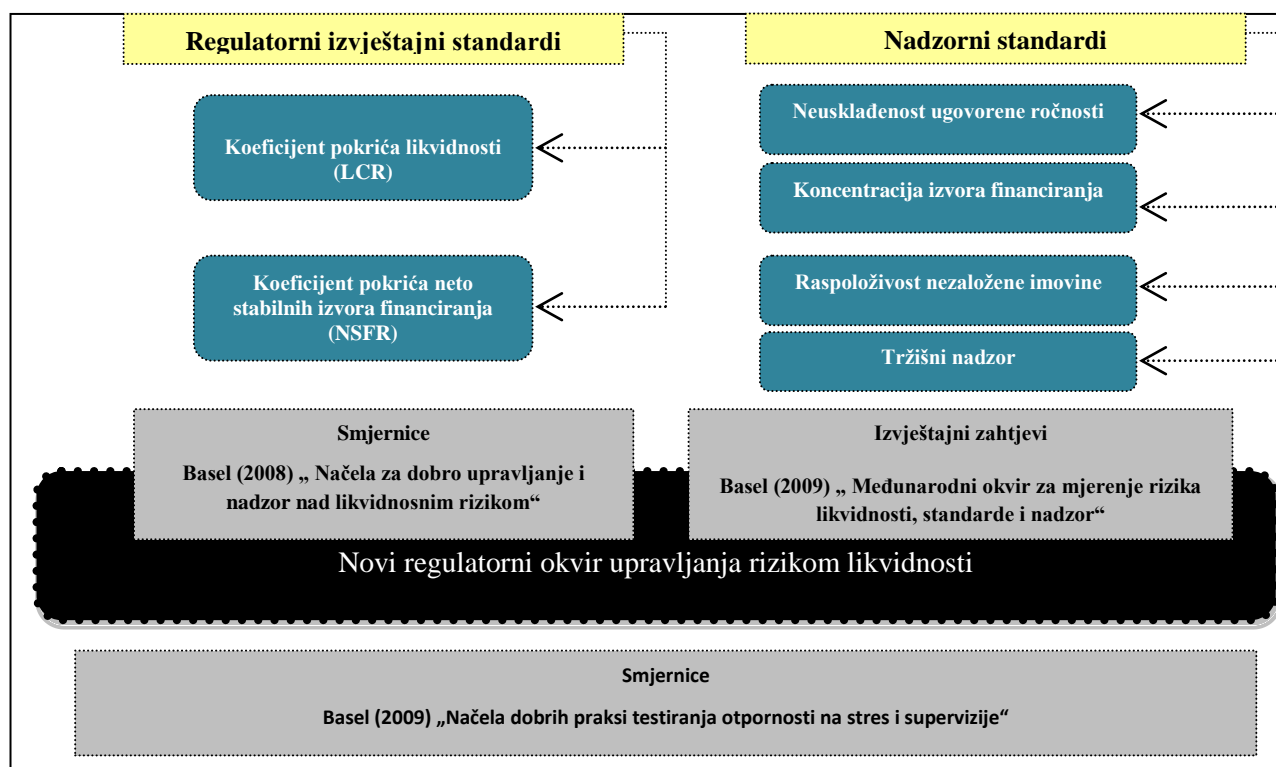 Regulatorni izvještajni standardi
Koeficijent pokrića likvidnosti
(LCR)
Koeficijent pokrića neto
stabilnih izvora financiranja
(NSFR)
Nadzorni standardi
Neusklađenost ugovorene ročnosti
Koncentracija izvora financiranja
Raspoloživost nezaložene imovine
Tržišni nadzor
Smjernice
Basel (2008) „ Načela za dobro upravljanje i
nadzor nad likvidnosnim rizikom“
Izvještajni zahtjevi
Basel (2009) „ Međunarodni okvir za mjerenje rizika
likvidnosti, standarde i nadzor“
Novi regulatorni okvir upravljanja rizikom likvidnosti
Smjernice
Basel (2009) „Načela dobrih praksi testiranja otpornosti na stres i supervizije“